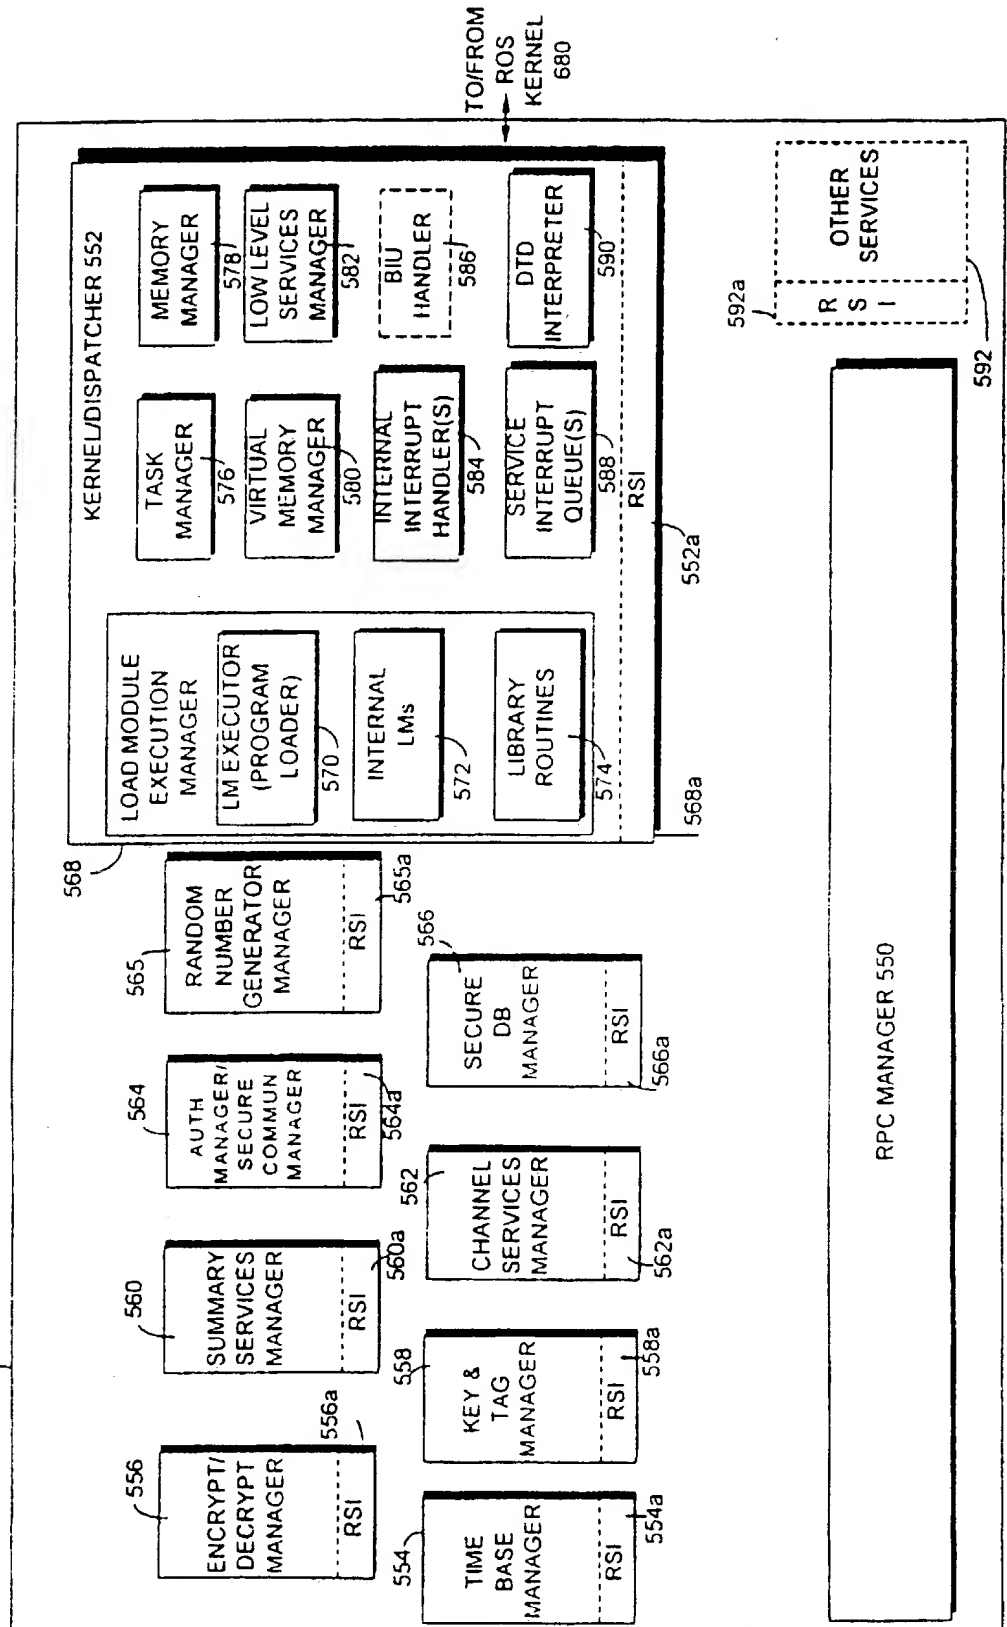 TO/FROM
ROS
KERNEL
680
KERNEL/DISPATCHER 552
568
LOAD MODULE
EXECUTION
MANAGER
LM EXECUTOR
(PROGRAM
LOADER)
570
INTERNAL
LMs
572
LIBRARY
ROUTINES
574
568a
TASK
MANAGER
576
MEMORY
MANAGER
578
VIRTUAL
MEMORY
MANAGER
580
LOW LEVEL
SERVICES
MANAGER
582
INTERNAL
INTERRUPT
HANDLER(S)
584
BIU
HANDLER
586
SERVICE
INTERRUPT
QUEUE(S)
588
DTD
INTERPRETER
590
RSI
552a
556
ENCRYPT/
DECRYPT
MANAGER
RSI
556a
560
SUMMARY
SERVICES
MANAGER
RSI
560a
564
AUTH
MANAGER/
SECURE
COMMUN
MANAGER
RSI
564a
565
RANDOM
NUMBER
GENERATOR
MANAGER
RSI
565a
554
TIME
BASE
MANAGER
RSI
554a
558
KEY &
TAG
MANAGER
RSI
558a
562
CHANNEL
SERVICES
MANAGER
RSI
562a
566
SECURE
DB
MANAGER
RSI
566a
592a
R
S
I
OTHER
SERVICES
592
RPC MANAGER 550